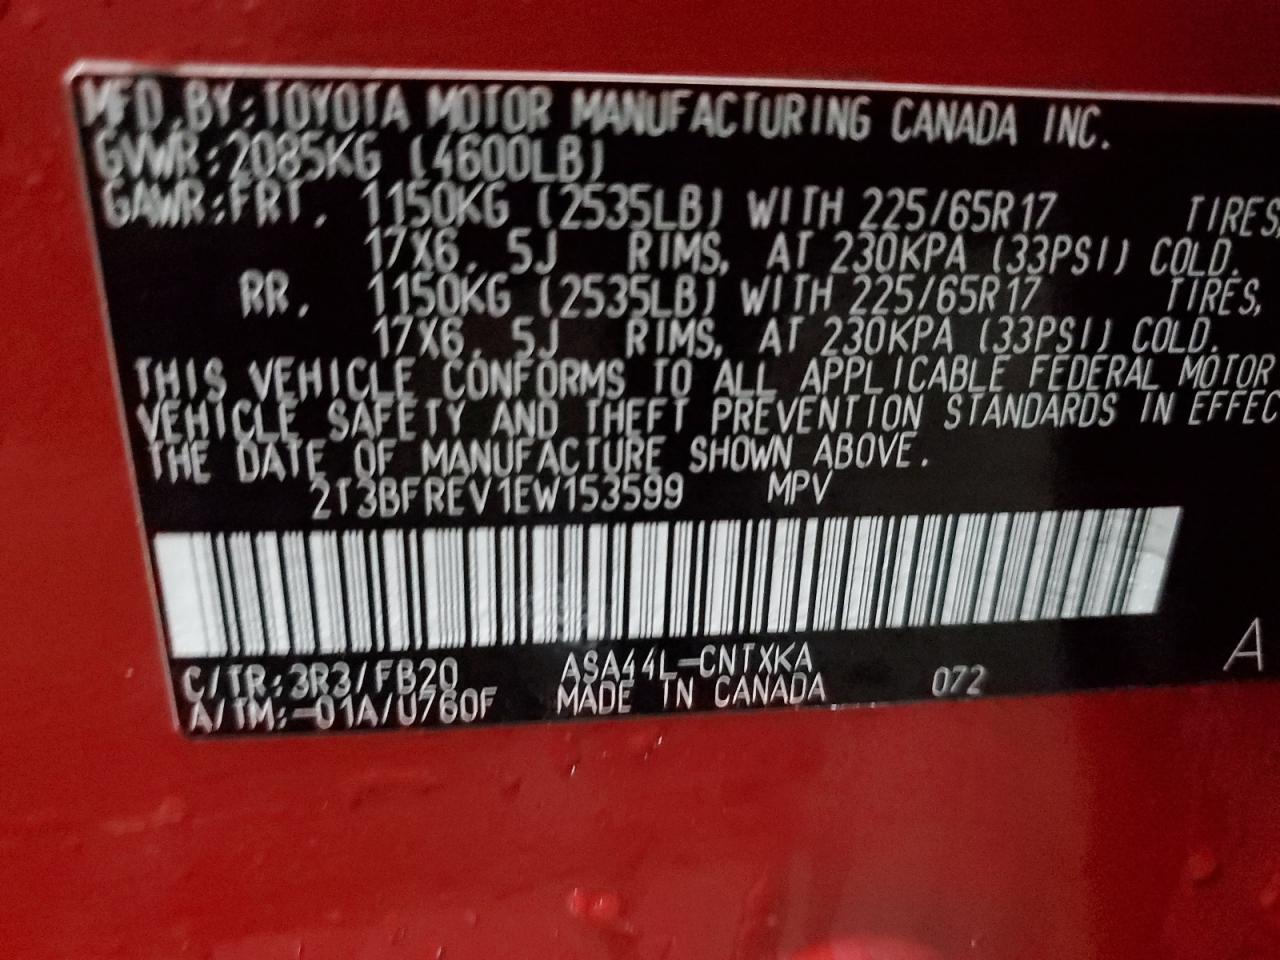 MFD.BY:TOYOTA MOTOR MANUFACTURING CANADA INC.
GVWR:2085KG (4600LB)
GAWR:FRT. 1150KG (2535LB) WITH 225/65R17 TIRES,
17X6.5J RIMS, AT 230KPA (33PSI) COLD.
RR. 1150KG (2535LB) WITH 225/65R17 TIRES,
17X6.5J RIMS, AT 230KPA (33PSI) COLD.
THIS VEHICLE CONFORMS TO ALL APPLICABLE FEDERAL MOTOR
VEHICLE SAFETY AND THEFT PREVENTION STANDARDS IN EFFEC
THE DATE OF MANUFACTURE SHOWN ABOVE.
2T3BFREV1EW153599 MPV
C/TR:3R3/FB20 ASA44L-CNTXKA 072 A
A/TM:-01A/U760F MADE IN CANADA